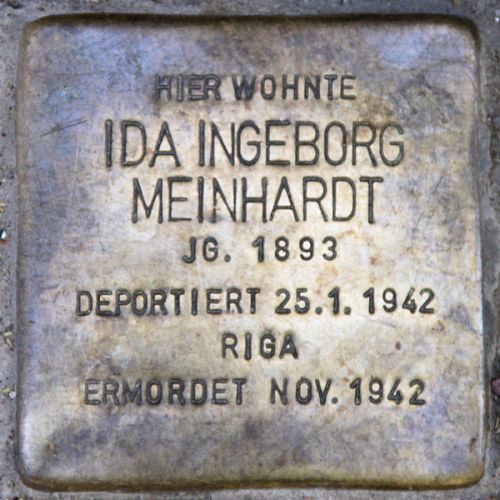 HIER WOHNTE
IDA INGEBORG
MEINHARDT
JG. 1893
DEPORTIERT 25.1.1942
RIGA
ERMORDET NOV. 1942